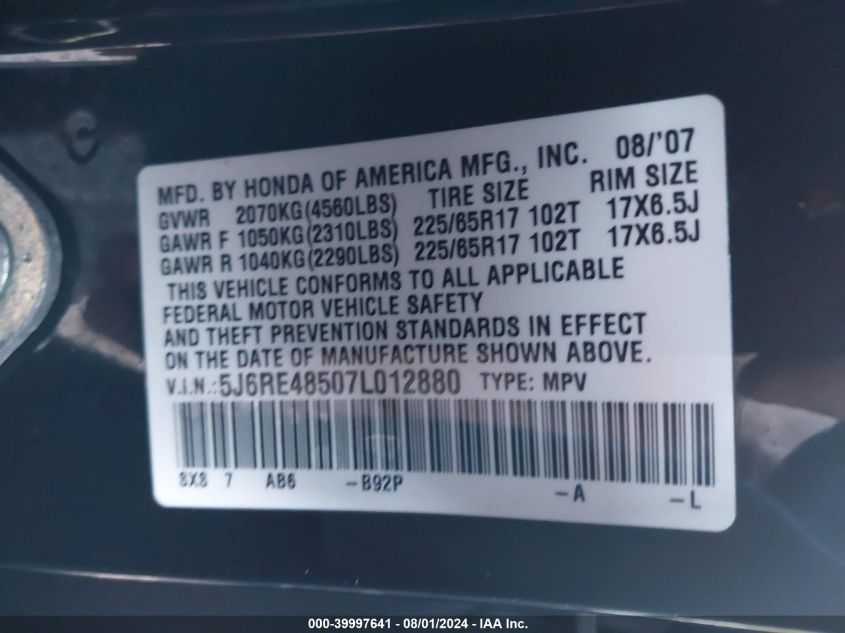 MFD. BY HONDA OF AMERICA MFG., INC. 08/'07
GVWR 2070KG(4560LBS) TIRE SIZE RIM SIZE
GAWR F 1050KG(2310LBS) 225/65R17 102T 17X6.5J
GAWR R 1040KG(2290LBS) 225/65R17 102T 17X6.5J
THIS VEHICLE CONFORMS TO ALL APPLICABLE
FEDERAL MOTOR VEHICLE SAFETY
AND THEFT PREVENTION STANDARDS IN EFFECT
ON THE DATE OF MANUFACTURE SHOWN ABOVE.
V.I.N.:5J6RE48507L012880 TYPE: MPV
8X8 7 AB6 -B92P -A -L
000-39997641 - 08/01/2024 - IAA Inc.